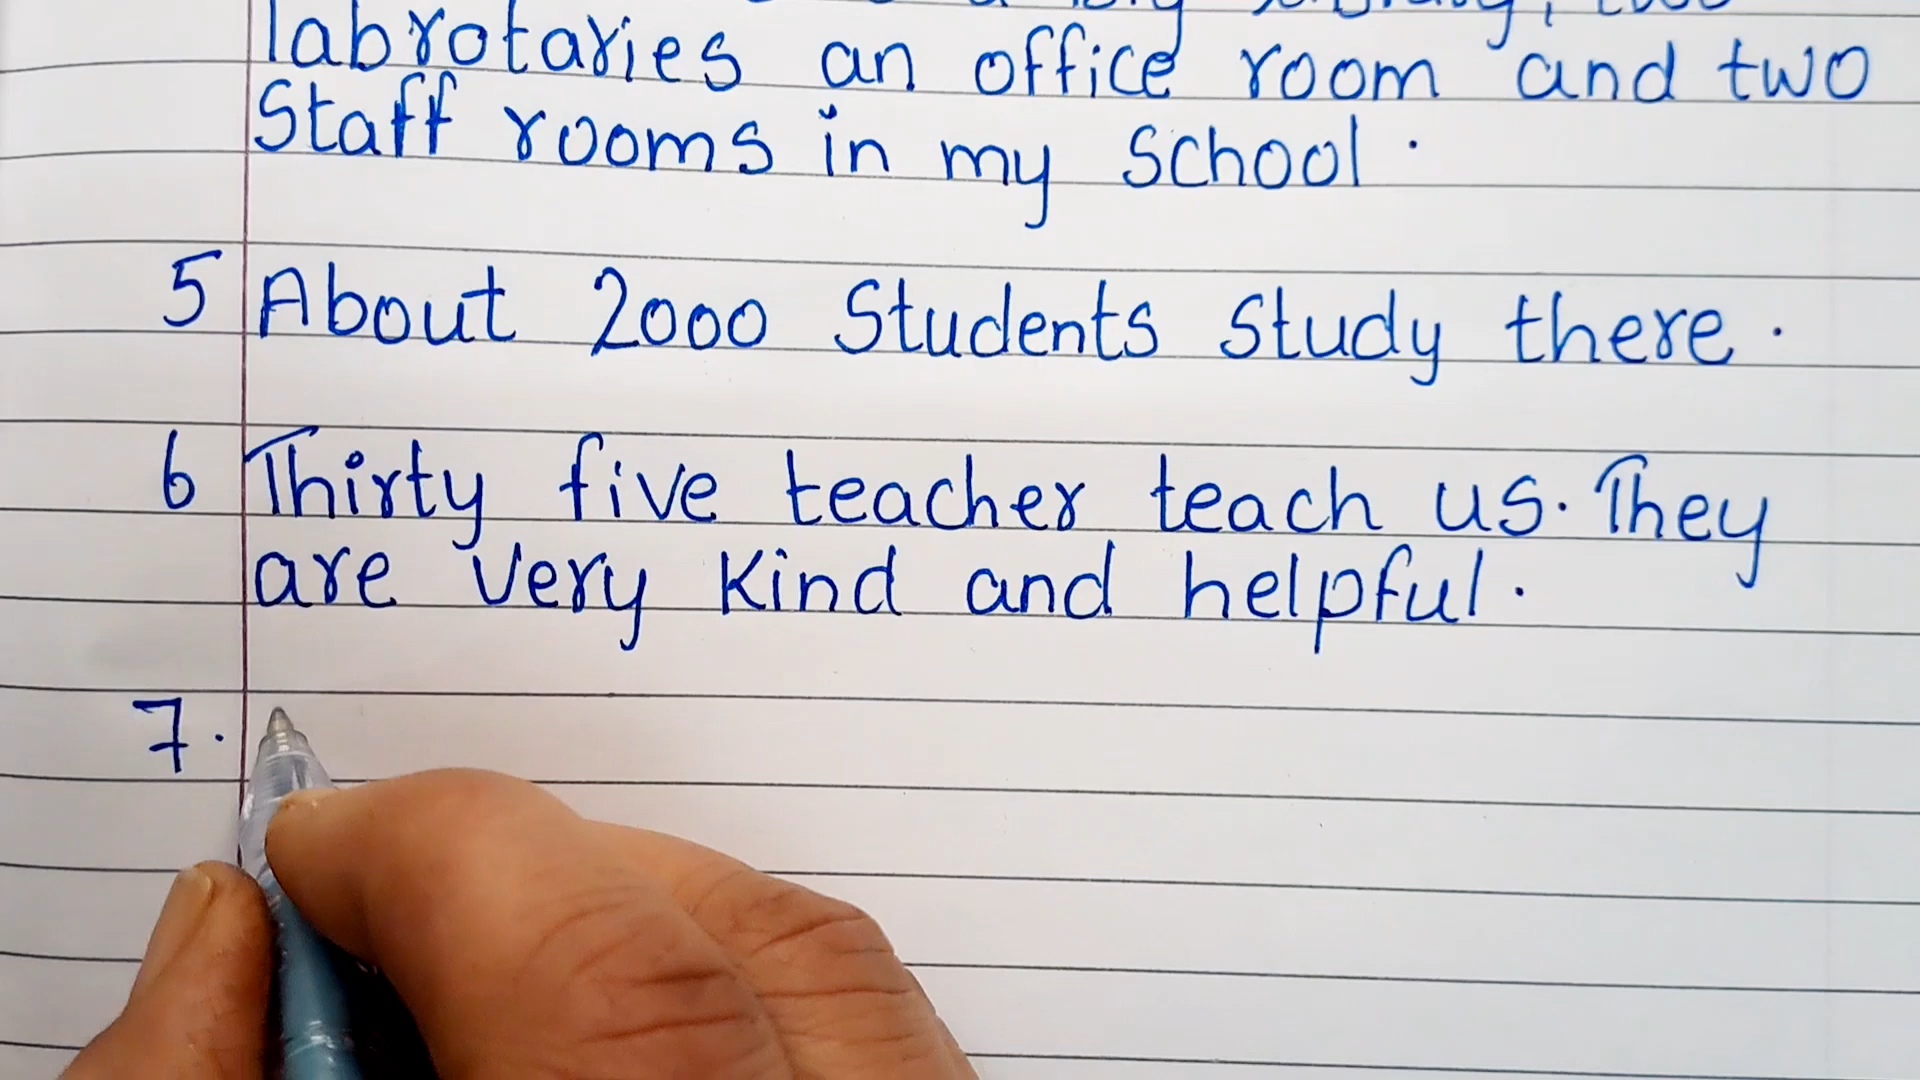 labrotaries an office room and two
Staff rooms in my School.
5 About 2000 Students Study there.
6 Thirty five teacher teach us. They
are very kind and helpful.
7.